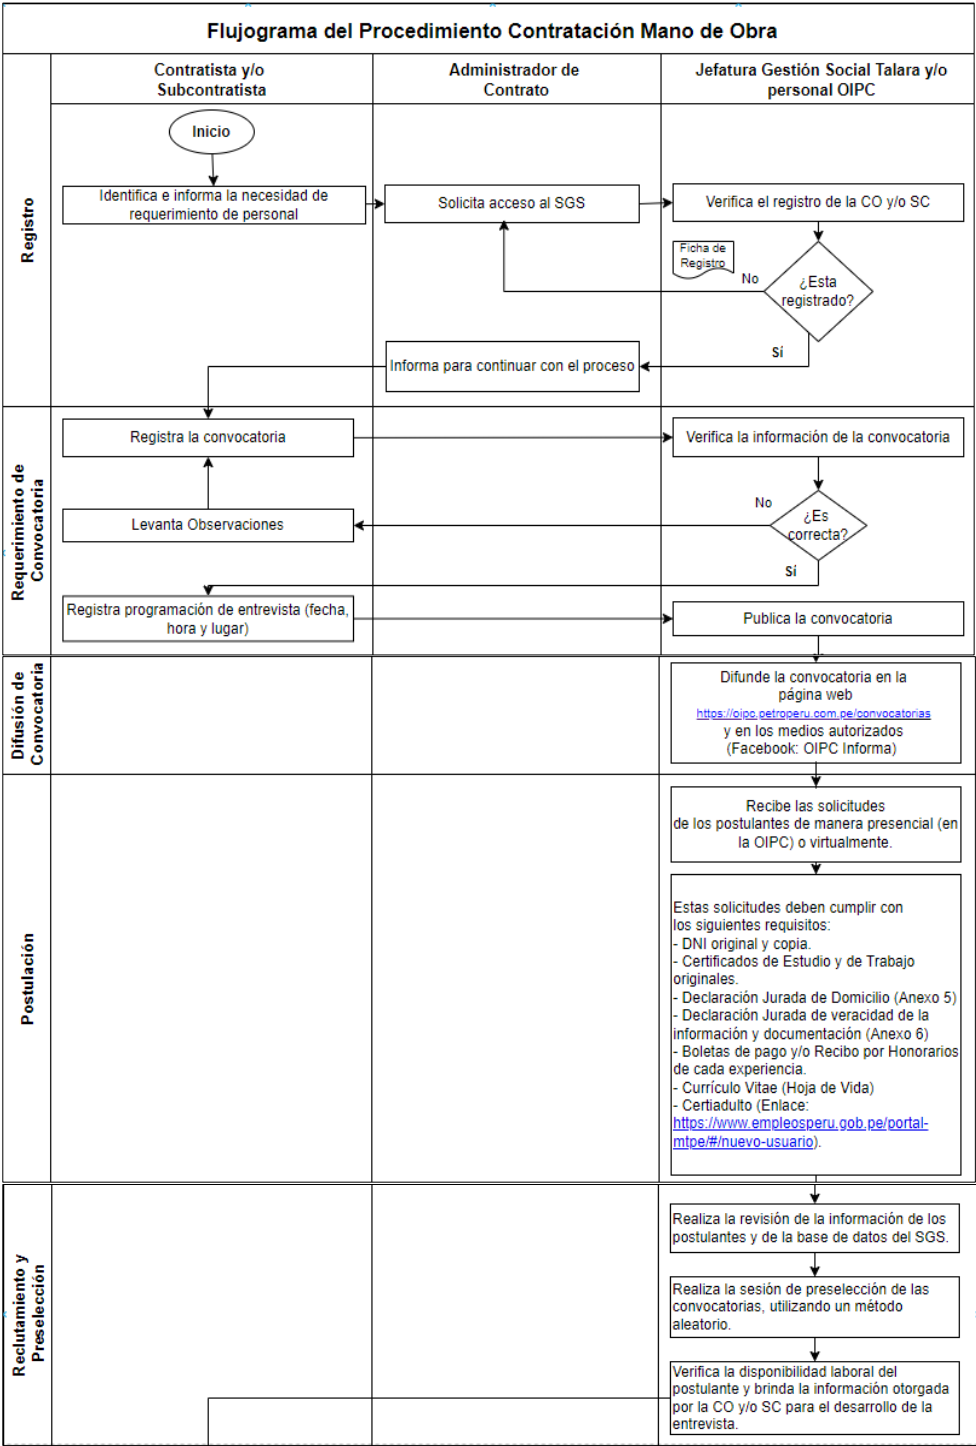 Flujograma del Procedimiento Contratación Mano de Obra
Contratista y/o
Subcontratista
Administrador de
Contrato
Jefatura Gestión Social Talara y/o
personal OIPC
Registro
Inicio
Identifica e informa la necesidad de
requerimiento de personal
Solicita acceso al SGS
Verifica el registro de la CO y/o SC
Ficha de
Registro
No
¿Esta
registrado?
Sí
Informa para continuar con el proceso
Requerimiento de
Convocatoria
Registra la convocatoria
Verifica la información de la convocatoria
No
¿Es
correcta?
Levanta Observaciones
Sí
Registra programación de entrevista (fecha,
hora y lugar)
Publica la convocatoria
Difusión de
Convocatoria
Difunde la convocatoria en la
página web
https://oipc.petroperu.com.pe/convocatorias
y en los medios autorizados
(Facebook: OIPC Informa)
Postulación
Recibe las solicitudes
de los postulantes de manera presencial (en
la OIPC) o virtualmente.
Estas solicitudes deben cumplir con
los siguientes requisitos:
- DNI original y copia.
- Certificados de Estudio y de Trabajo
originales.
- Declaración Jurada de Domicilio (Anexo 5)
- Declaración Jurada de veracidad de la
información y documentación (Anexo 6)
- Boletas de pago y/o Recibo por Honorarios
de cada experiencia.
- Currículo Vitae (Hoja de Vida)
- Certiadulto (Enlace:
https://www.empleosperu.gob.pe/portal-
mtpe/#/nuevo-usuario).
Reclutamiento y
Preselección
Realiza la revisión de la información de los
postulantes y de la base de datos del SGS.
Realiza la sesión de preselección de las
convocatorias, utilizando un método
aleatorio.
Verifica la disponibilidad laboral del
postulante y brinda la información otorgada
por la CO y/o SC para el desarrollo de la
entrevista.